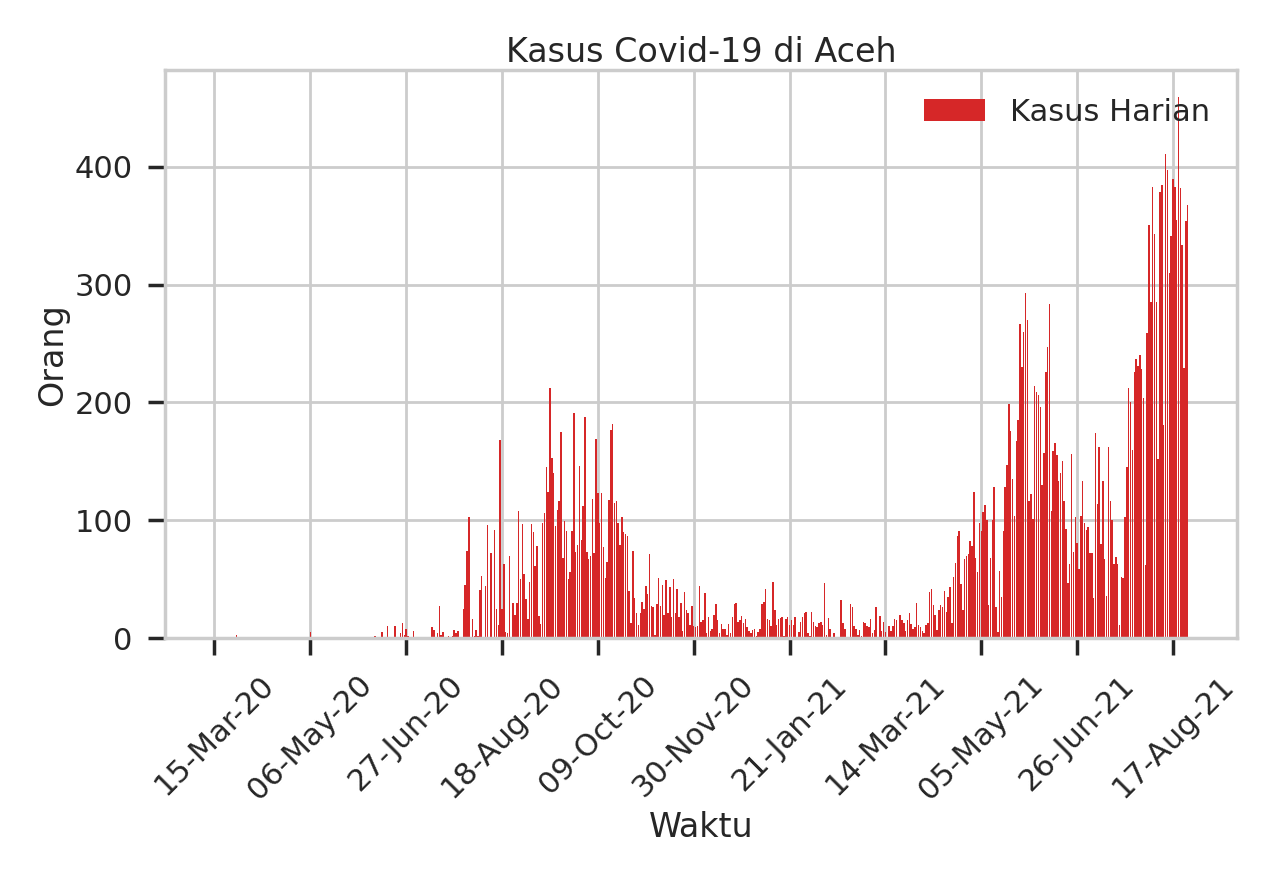 Kasus Covid-19 di Aceh
Kasus Harian
Orang
400
300
200
100
0
15-Mar-20
06-May-20
27-Jun-20
18-Aug-20
09-Oct-20
30-Nov-20
21-Jan-21
14-Mar-21
05-May-21
26-Jun-21
17-Aug-21
Waktu